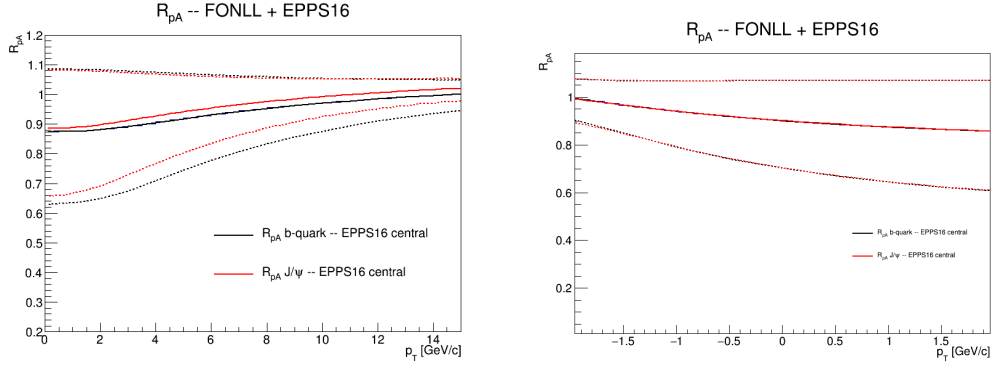 R_pA -- FONLL + EPPS16
R_pA
1.2
1.1
1
0.9
0.8
0.7
0.6
0.5
0.4
0.3
0.2
R_pA b-quark -- EPPS16 central
R_pA J/ψ -- EPPS16 central
0 2 4 6 8 10 12 14
p_T [GeV/c]
R_pA -- FONLL + EPPS16
R_pA
1
0.8
0.6
0.4
0.2
R_pA b-quark -- EPPS16 central
R_pA J/ψ -- EPPS16 central
−1.5 −1 −0.5 0 0.5 1 1.5
p_T [GeV/c]